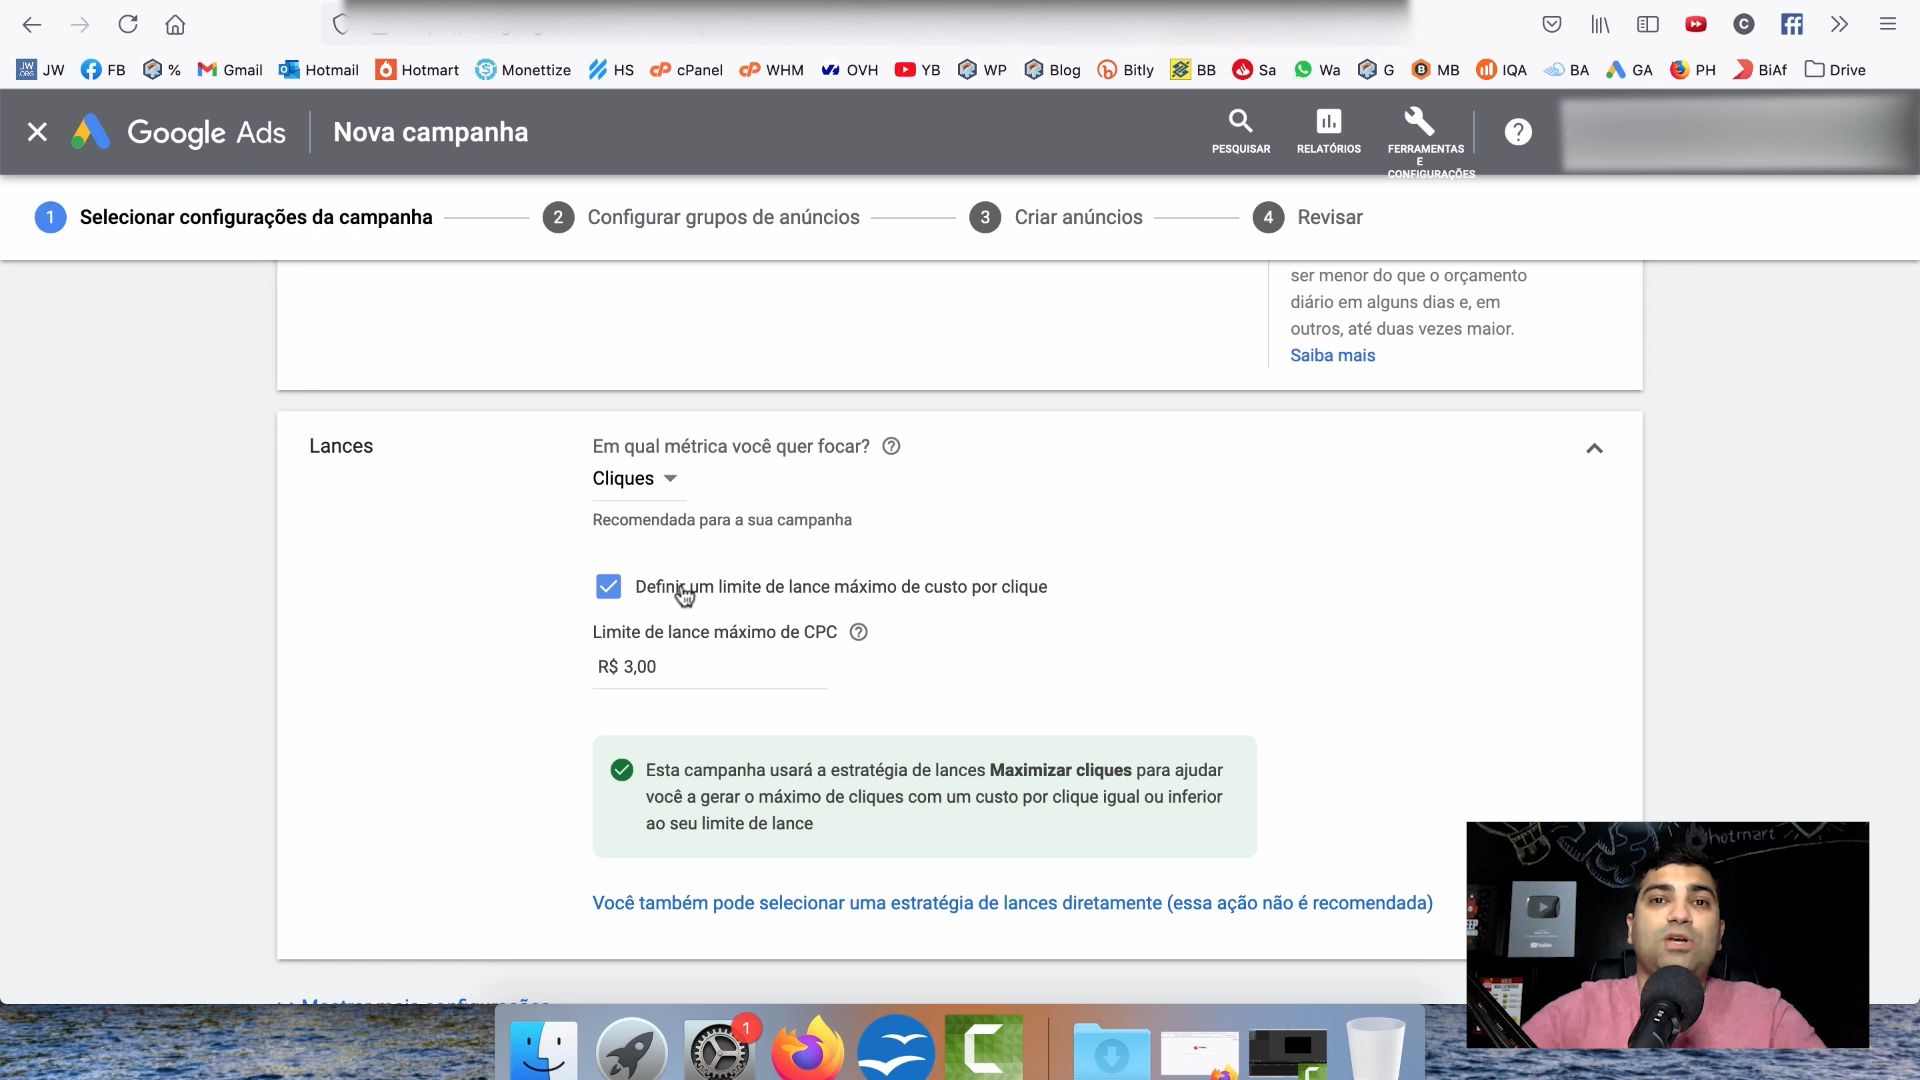 JW FB % Gmail Hotmail Hotmart Monettize HS cPanel WHM OVH YB WP Blog Bitly BB Sa Wa G MB IQA BA GA PH BiAf Drive
Google Ads Nova campanha
PESQUISAR RELATÓRIOS FERRAMENTAS
E
CONFIGURAÇÕES
1 Selecionar configurações da campanha 2 Configurar grupos de anúncios 3 Criar anúncios 4 Revisar
ser menor do que o orçamento
diário em alguns dias e, em
outros, até duas vezes maior.
Saiba mais
Lances
Em qual métrica você quer focar?
Cliques
Recomendada para a sua campanha
Definir um limite de lance máximo de custo por clique
Limite de lance máximo de CPC
R$ 3,00
Esta campanha usará a estratégia de lances Maximizar cliques para ajudar
você a gerar o máximo de cliques com um custo por clique igual ou inferior
ao seu limite de lance
Você também pode selecionar uma estratégia de lances diretamente (essa ação não é recomendada)
Mostrar mais configurações
hotmart
YouTube
1